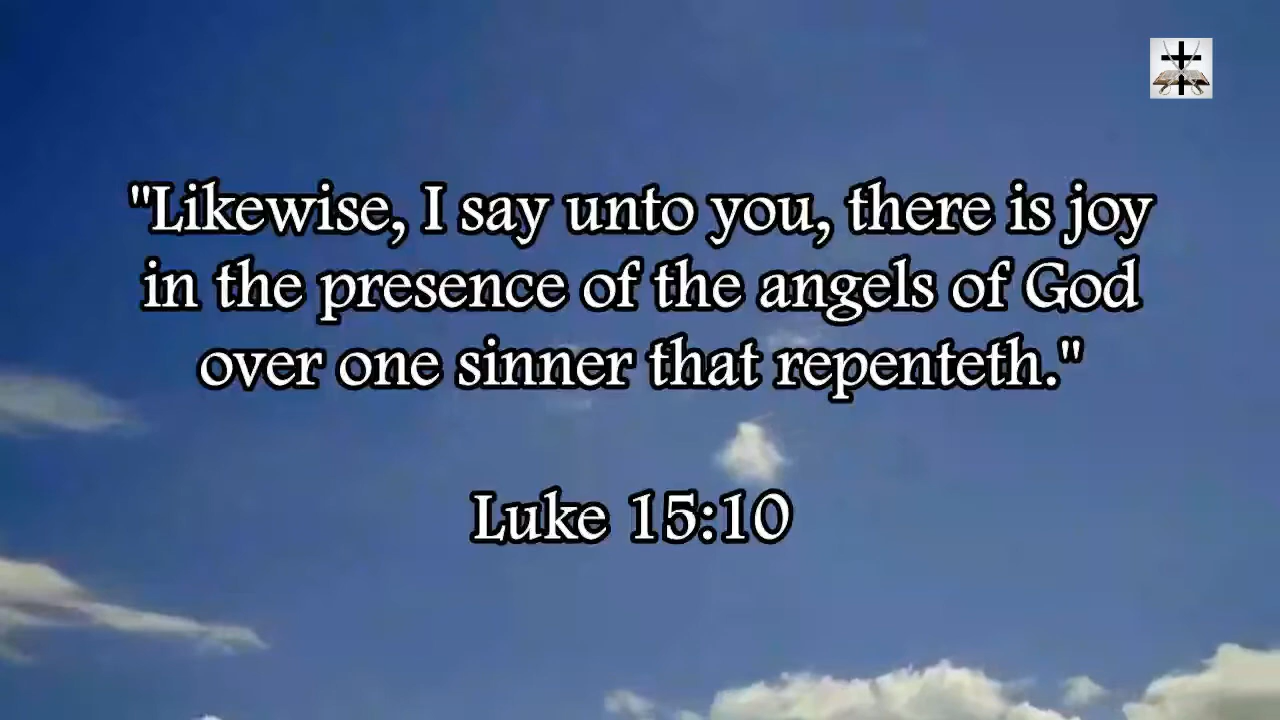 "Likewise, I say unto you, there is joy
in the presence of the angels of God
over one sinner that repenteth."
Luke 15:10